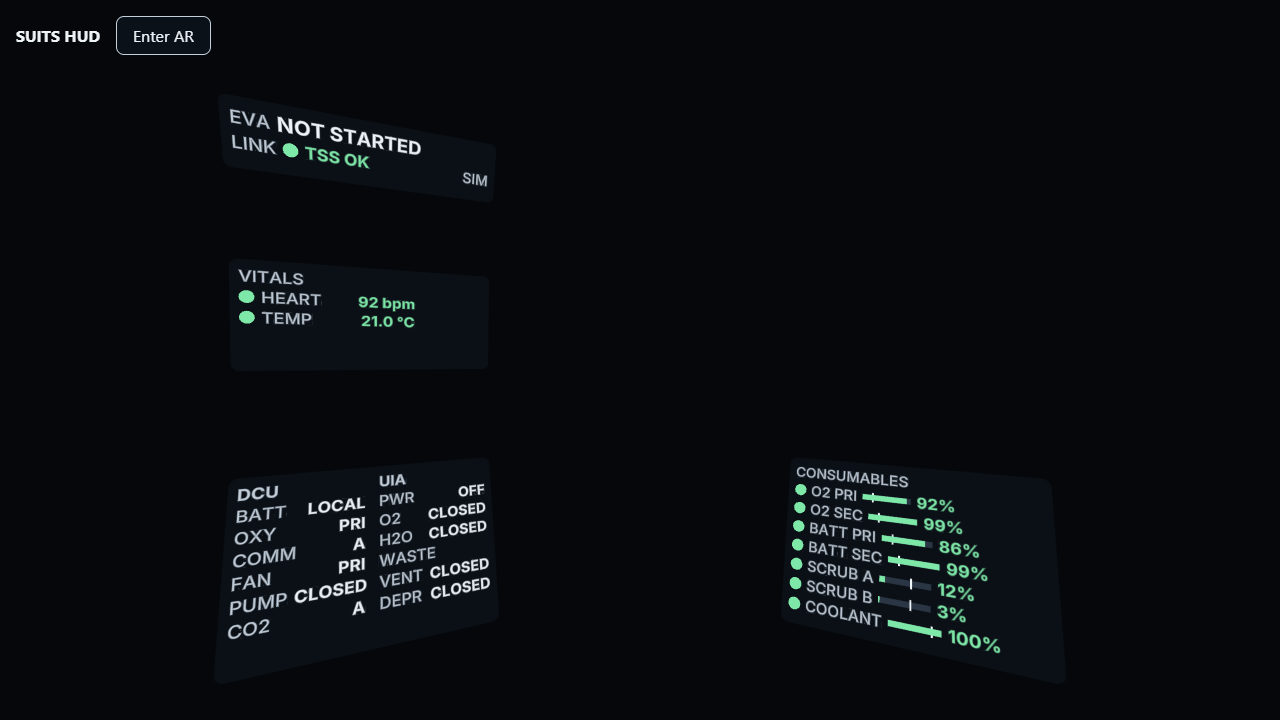 SUITS HUD Enter AR
EVA NOT STARTED
LINK TSS OK
SIM
VITALS
HEART 92 bpm
TEMP 21.0 °C
DCU
BATT LOCAL
OXY PRI
COMM A
FAN PRI
PUMP CLOSED
CO2 A
UIA
PWR OFF
O2 CLOSED
H2O CLOSED
WASTE
VENT CLOSED
DEPR CLOSED
CONSUMABLES
O2 PRI 92%
O2 SEC 99%
BATT PRI 86%
BATT SEC 99%
SCRUB A 12%
SCRUB B 3%
COOLANT 100%